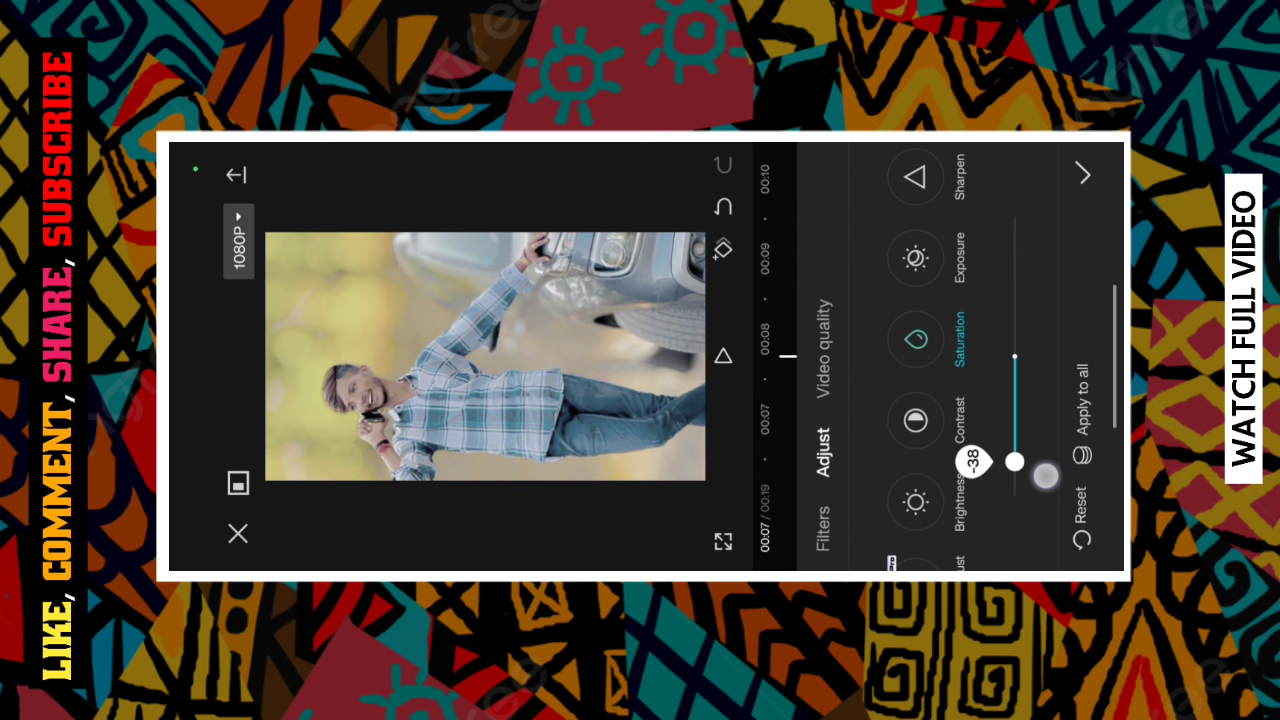 LIKE, COMMENT, SHARE, SUBSCRIBE
1080P
00:07 / 00:19
00:07
00:08
00:09
00:10
Filters
Adjust
Video quality
Brightness
Contrast
Saturation
Exposure
Sharpen
-38
Reset
Apply to all
WATCH FULL VIDEO